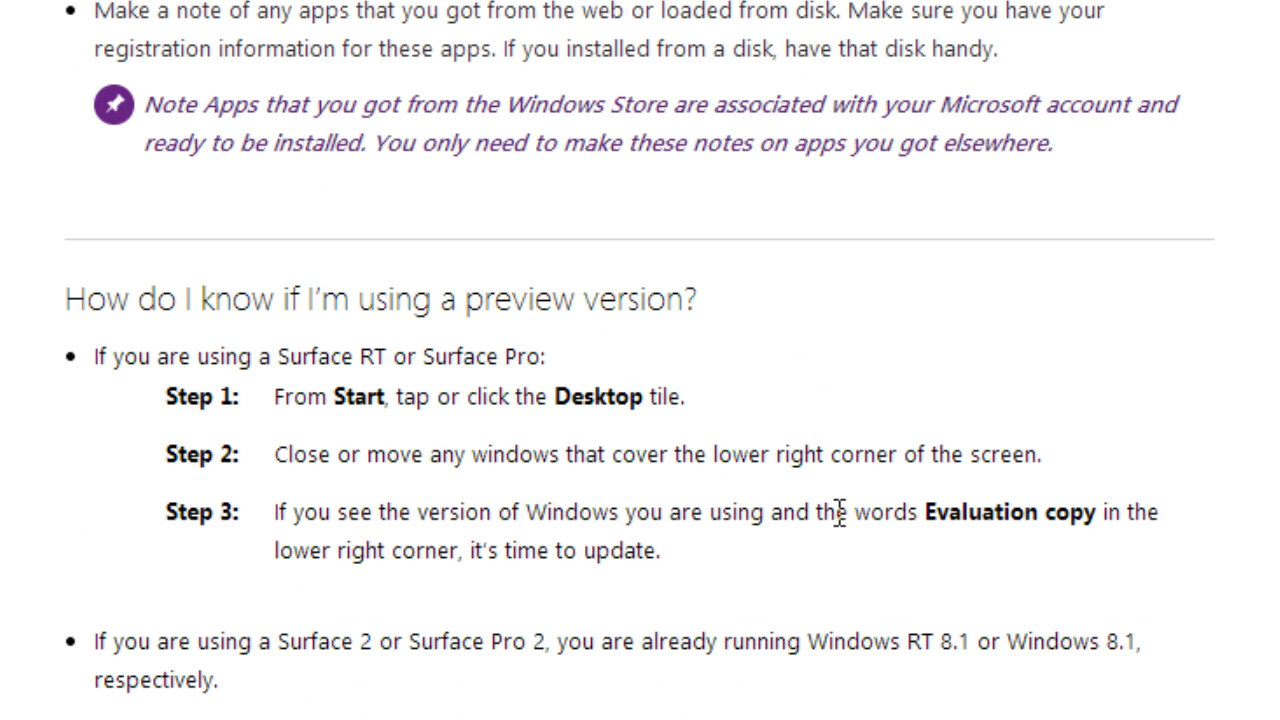 • Make a note of any apps that you got from the web or loaded from disk. Make sure you have your
registration information for these apps. If you installed from a disk, have that disk handy.
Note Apps that you got from the Windows Store are associated with your Microsoft account and
ready to be installed. You only need to make these notes on apps you got elsewhere.
How do I know if I'm using a preview version?
• If you are using a Surface RT or Surface Pro:
Step 1: From Start, tap or click the Desktop tile.
Step 2: Close or move any windows that cover the lower right corner of the screen.
Step 3: If you see the version of Windows you are using and the words Evaluation copy in the
lower right corner, it's time to update.
• If you are using a Surface 2 or Surface Pro 2, you are already running Windows RT 8.1 or Windows 8.1,
respectively.